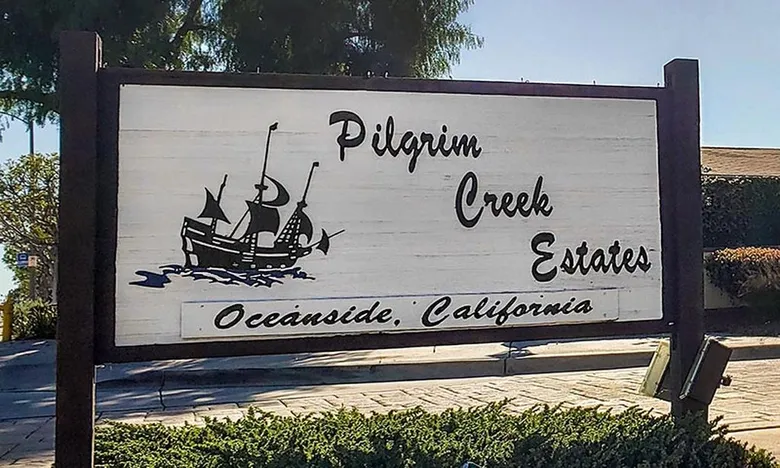 Pilgrim
Creek
Estates
Oceanside, California